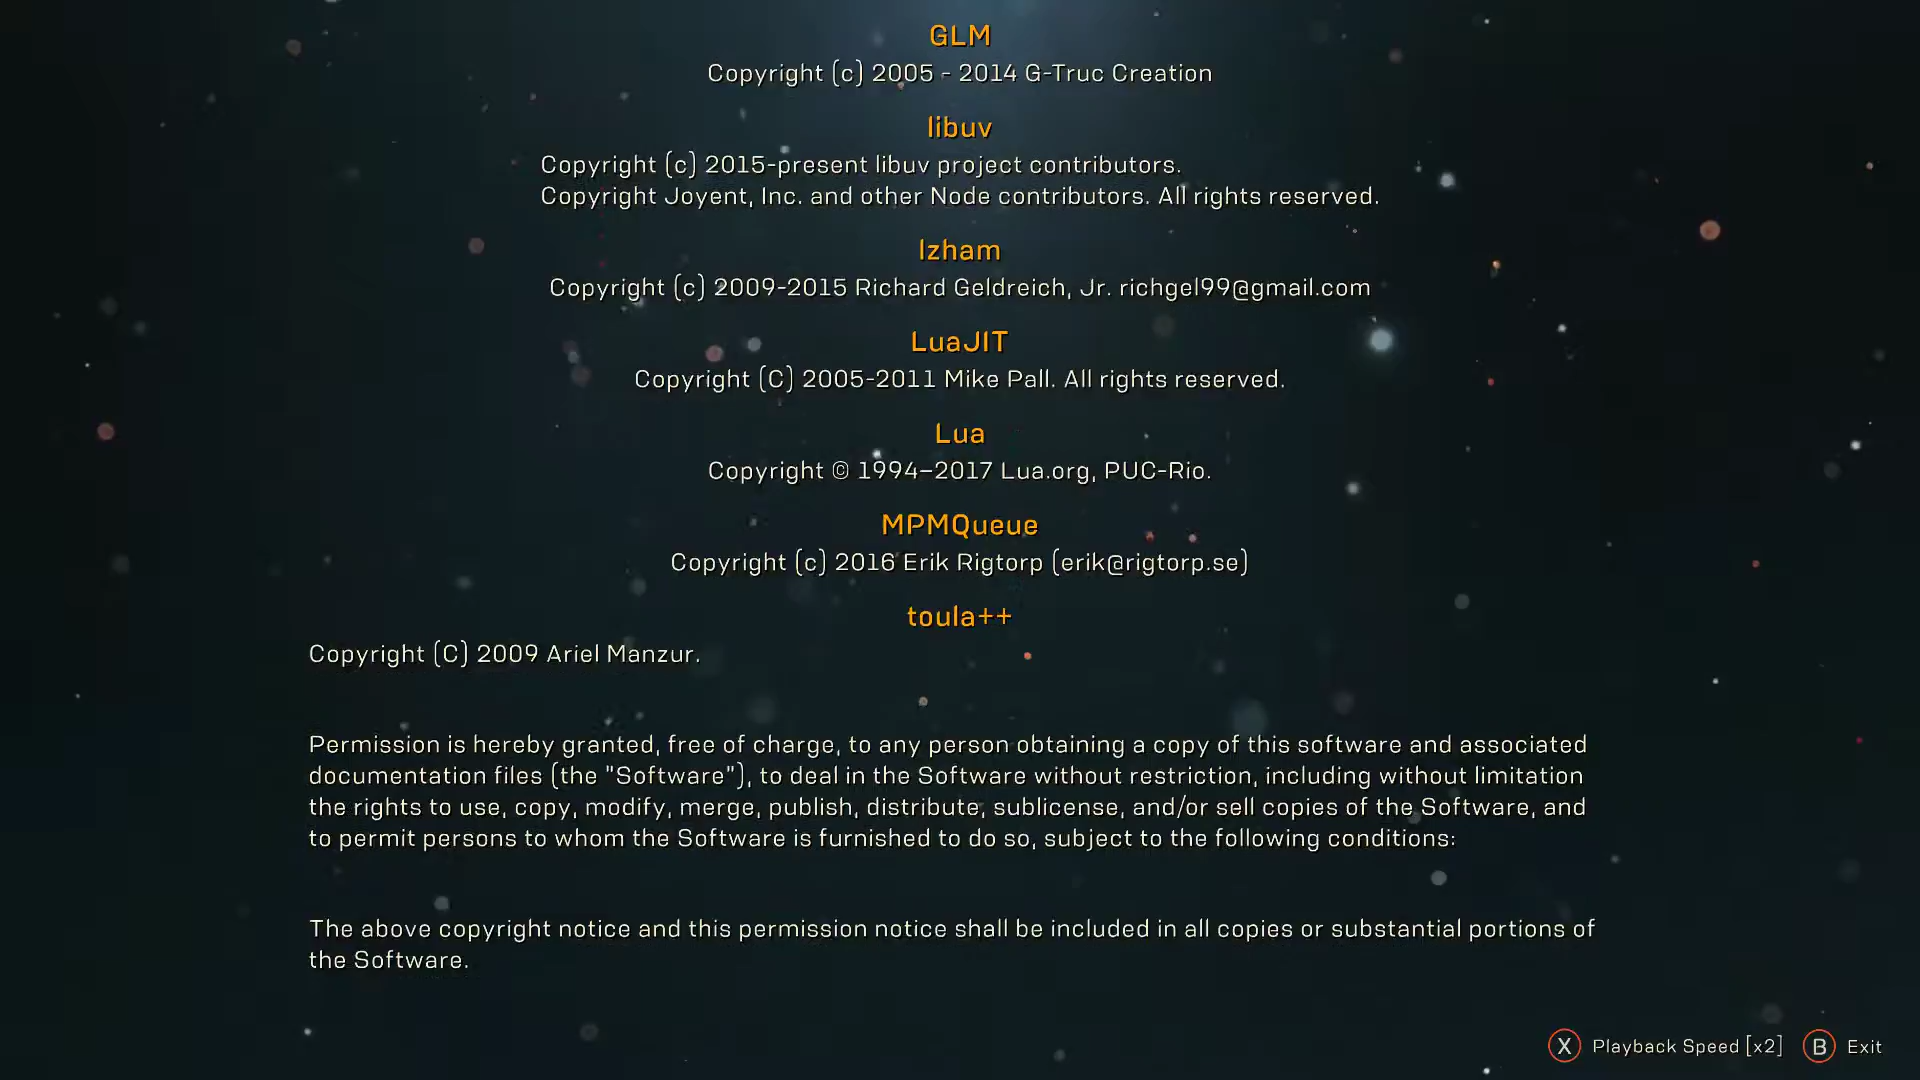 GLM
Copyright (c) 2005 - 2014 G-Truc Creation
libuv
Copyright (c) 2015-present libuv project contributors.
Copyright Joyent, Inc. and other Node contributors. All rights reserved.
lzham
Copyright (c) 2009-2015 Richard Geldreich, Jr. richgel99@gmail.com
LuaJIT
Copyright (C) 2005-2011 Mike Pall. All rights reserved.
Lua
Copyright © 1994–2017 Lua.org, PUC-Rio.
MPMQueue
Copyright (c) 2016 Erik Rigtorp (erik@rigtorp.se)
toula++
Copyright (C) 2009 Ariel Manzur.
Permission is hereby granted, free of charge, to any person obtaining a copy of this software and associated
documentation files (the "Software"), to deal in the Software without restriction, including without limitation
the rights to use, copy, modify, merge, publish, distribute, sublicense, and/or sell copies of the Software, and
to permit persons to whom the Software is furnished to do so, subject to the following conditions:
The above copyright notice and this permission notice shall be included in all copies or substantial portions of
the Software.
X Playback Speed [x2] B Exit